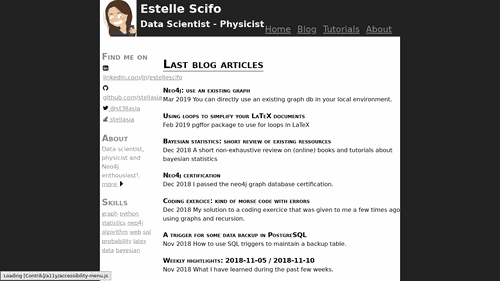 Estelle Scifo
Data Scientist - Physicist
Home Blog Tutorials About
Find me on
linkedin.com/in/estellescifo
github.com/stellasia
@st3llasia
stellasia
About
Data scientist,
physicist and
Neo4j
enthousiast!.
more
Skills
graph python
statistics neo4j
algorithm web sql
probability latex
data bayesian
Last blog articles
Neo4j: use an existing graph
Mar 2019 You can directly use an existing graph db in your local environment.
Using loops to simplify your LaTeX documents
Feb 2019 pgffor package to use for loops in LaTeX
Bayesian statistics: short review of existing ressources
Dec 2018 A short non-exhaustive review on (online) books and tutorials about
bayesian statistics
Neo4j certification
Dec 2018 I passed the neo4j graph database certification.
Coding exercice: kind of morse code with errors
Dec 2018 My solution to a coding exercice that was given to me a few times ago
using graphs and recursion.
A trigger for some data backup in PostgreSQL
Nov 2018 How to use SQL triggers to maintain a backup table.
Weekly highlights: 2018-11-05 / 2018-11-10
Nov 2018 What I have learned during the past few weeks.
Loading [Contrib]/a11y/accessibility-menu.js